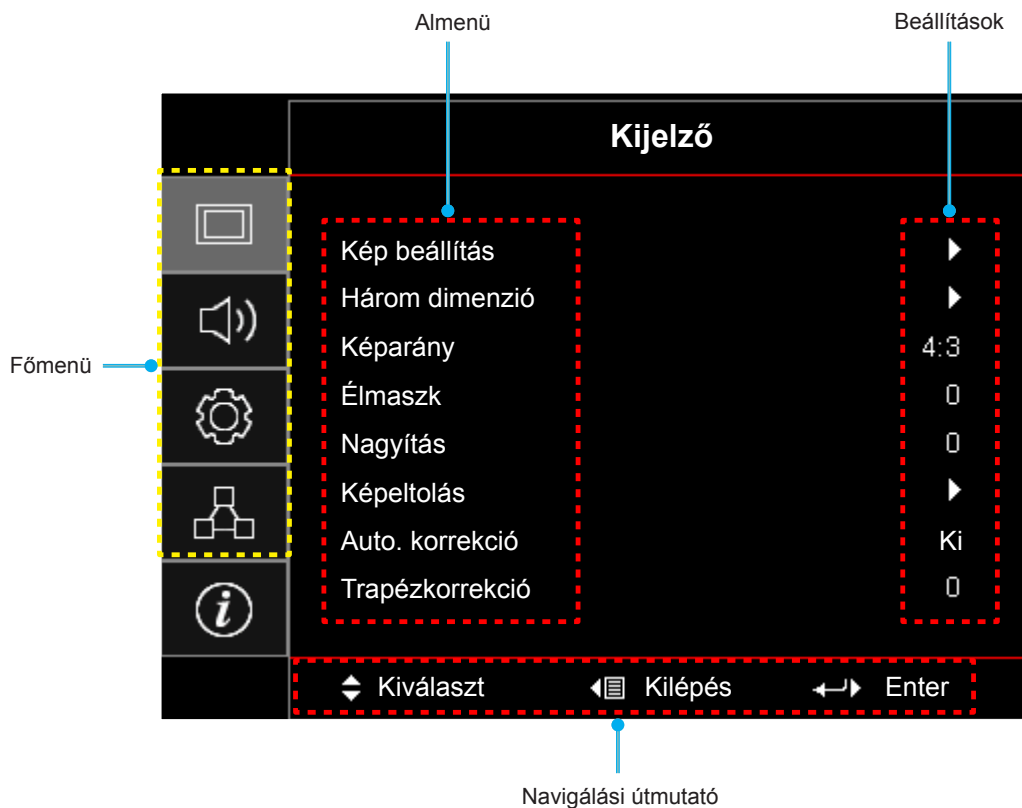 Almenü
Beállítások
Kijelző
Kép beállítás
Három dimenzió
Képarány 4:3
Élmaszk 0
Nagyítás 0
Képeltolás
Auto. korrekció Ki
Trapézkorrekció 0
Főmenü
i
Kiválaszt Kilépés Enter
Navigálási útmutató